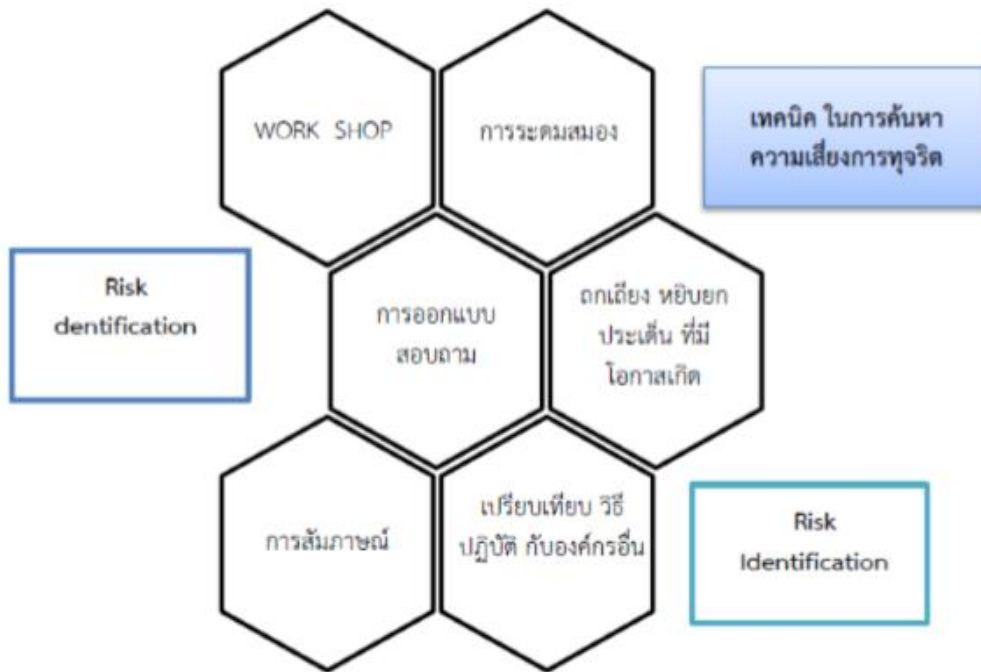 WORK SHOP
การระดมสมอง
เทคนิค ในการค้นหา
ความเสี่ยงการทุจริต
Risk
dentification
การออกแบบ
สอบถาม
ถกเถียง หยิบยก
ประเด็น ที่มี
โอกาสเกิด
การสัมภาษณ์
เปรียบเทียบ วิธี
ปฏิบัติ กับองค์กรอื่น
Risk
Identification